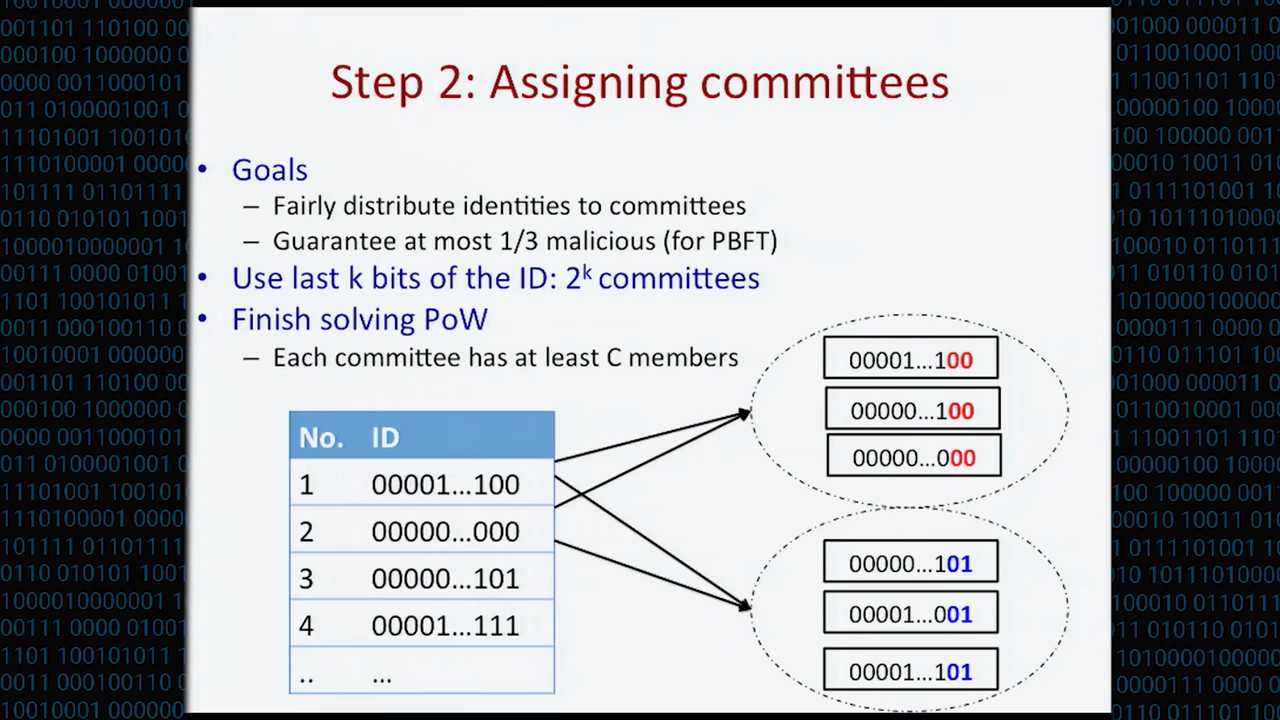 Step 2: Assigning committees
• Goals
– Fairly distribute identities to committees
– Guarantee at most 1/3 malicious (for PBFT)
• Use last k bits of the ID: 2^k committees
• Finish solving PoW
– Each committee has at least C members
No. ID
1 00001...100
2 00000...000
3 00000...101
4 00001...111
.. ...
00001...100
00000...100
00000...000
00000...101
00001...001
00001...101